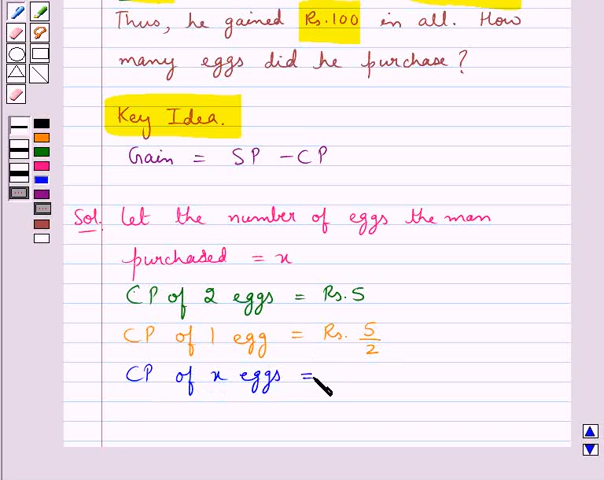 Thus, he gained Rs.100 in all. How
many eggs did he purchase?
Key Idea.
Gain = SP - CP
Sol. Let the number of eggs the man
purchased = x
CP of 2 eggs = Rs.5
CP of 1 egg = Rs. 5/2
CP of x eggs =